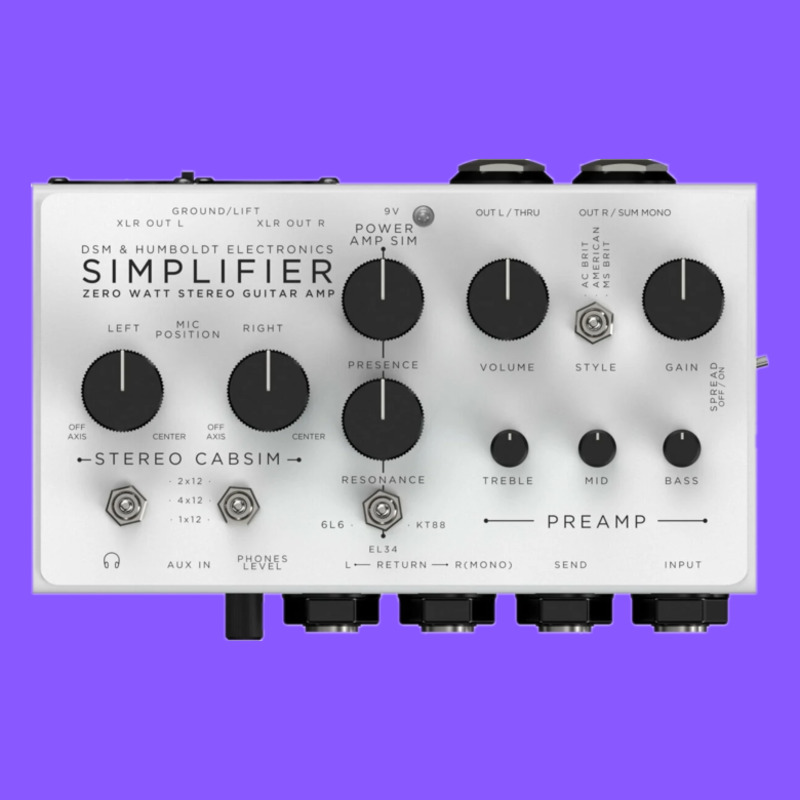 GROUND/LIFT
XLR OUT L
XLR OUT R
9V
OUT L / THRU
OUT R / SUM MONO
DSM & HUMBOLDT ELECTRONICS
SIMPLIFIER
ZERO WATT STEREO GUITAR AMP
POWER
AMP SIM
AC BRIT
AMERICAN
MS BRIT
LEFT
MIC
POSITION
RIGHT
PRESENCE
VOLUME
STYLE
GAIN
SPREAD
OFF / ON
OFF
AXIS
CENTER
OFF
AXIS
CENTER
STEREO CABSIM
RESONANCE
TREBLE
MID
BASS
· 2x12 ·
· 4x12 ·
· 1x12 ·
6L6 ·
· KT88
EL34
PREAMP
AUX IN
PHONES
LEVEL
L
RETURN
R(MONO)
SEND
INPUT